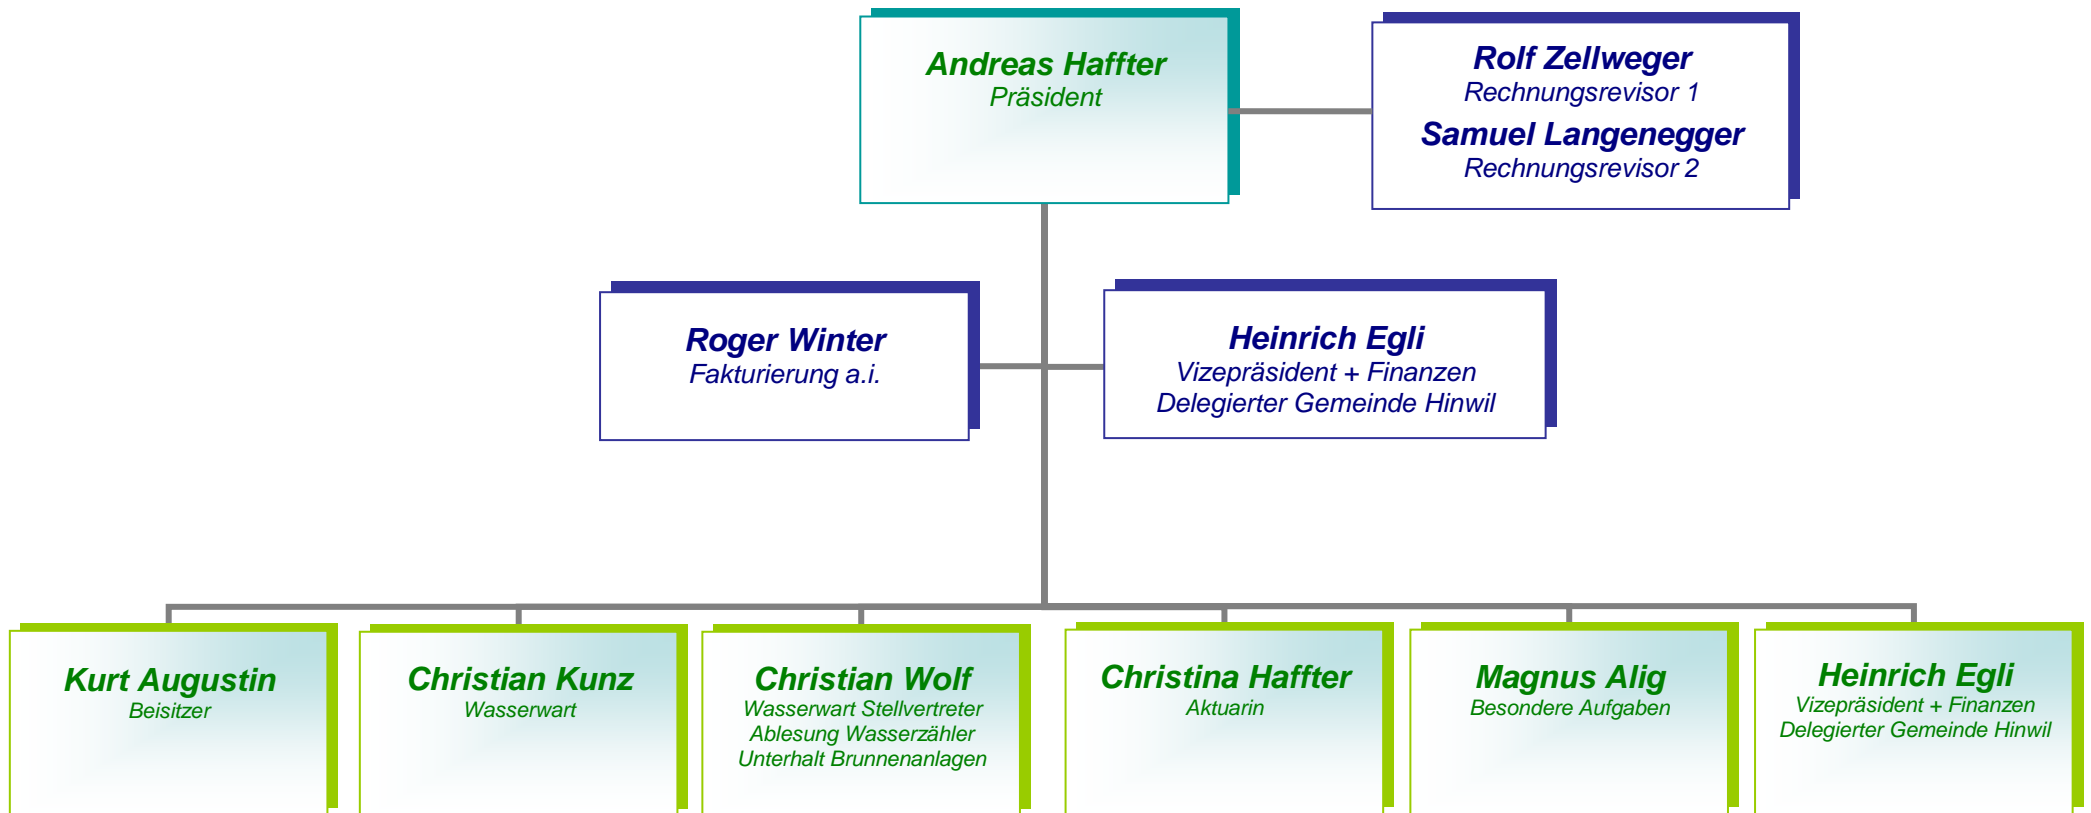 Andreas Haffter
Präsident
Rolf Zellweger
Rechnungsrevisor 1
Samuel Langenegger
Rechnungsrevisor 2
Roger Winter
Fakturierung a.i.
Heinrich Egli
Vizepräsident + Finanzen
Delegierter Gemeinde Hinwil
Kurt Augustin
Beisitzer
Christian Kunz
Wasserwart
Christian Wolf
Wasserwart Stellvertreter
Ablesung Wasserzähler
Unterhalt Brunnenanlagen
Christina Haffter
Aktuarin
Magnus Alig
Besondere Aufgaben
Heinrich Egli
Vizepräsident + Finanzen
Delegierter Gemeinde Hinwil